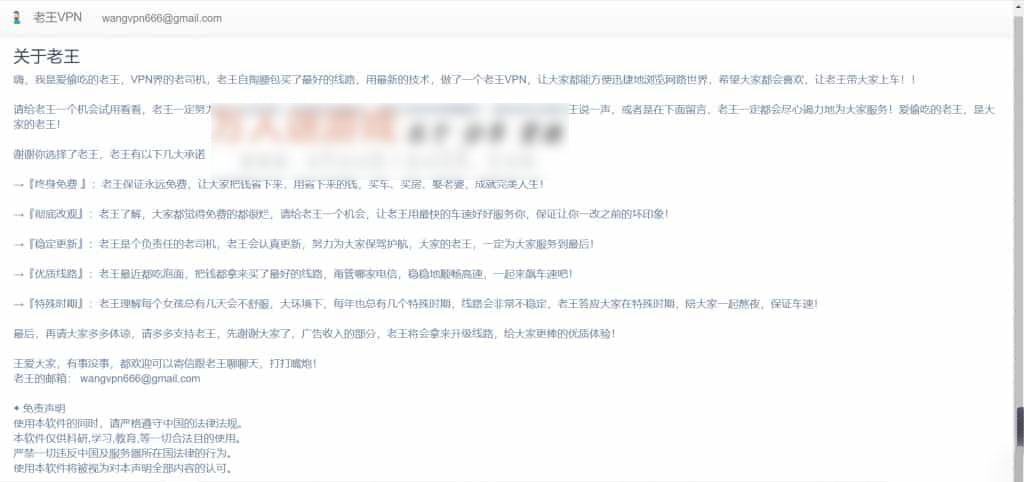 老王VPN wangvpn666@gmail.com
关于老王
嗨，我是爱偷吃的老王，VPN界的老司机，老王自掏腰包买了最好的线路，用最新的技术，做了一个老王VPN，让大家都能方便迅捷地浏览网路世界，希望大家都会喜欢，让老王带大家上车！！
请给老王一个机会试用看看，老王一定努力 王说一声，或者是在下面留言，老王一定都会尽心竭力地为大家服务！爱偷吃的老王，是大
家的老王！
谢谢你选择了老王，老王有以下几大承诺
→『终身免费 』：老王保证永远免费，让大家把钱省下来，用省下来的钱，买车、买房、娶老婆，成就完美人生！
→『彻底改观』：老王了解，大家都觉得免费的都很烂，请给老王一个机会，让老王用最快的车速好好服务你，保证让你一改之前的坏印象！
→『稳定更新』：老王是个负责任的老司机，老王会认真更新，努力为大家保驾护航，大家的老王，一定为大家服务到最后！
→『优质线路』：老王最近都吃泡面，把钱都拿来买了最好的线路，甭管哪家电信，稳稳地顺畅高速，一起来飙车速吧！
→『特殊时期』：老王理解每个女孩总有几天会不舒服，大环境下，每年也总有几个特殊时期，线路会非常不稳定，老王答应大家在特殊时期，陪大家一起熬夜，保证车速！
最后，再请大家多多体谅，请多多支持老王，先谢谢大家了，广告收入的部分，老王将会拿来升级线路，给大家更棒的优质体验！
王爱大家，有事没事，都欢迎可以寄信跟老王聊聊天，打打嘴炮！
老王的邮箱： wangvpn666@gmail.com
• 免责声明
使用本软件的同时，请严格遵守中国的法律法规。
本软件仅供科研,学习,教育,等一切合法目的使用。
严禁一切违反中国及服务器所在国法律的行为。
使用本软件将被视为对本声明全部内容的认可。